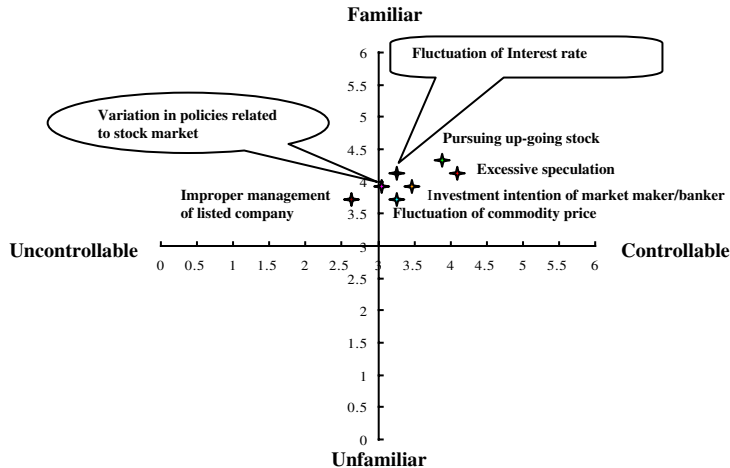 Familiar
6
Fluctuation of Interest rate
5.5
5
Variation in policies related
to stock market
4.5
Pursuing up-going stock
Excessive speculation
4
Improper management
of listed company
Investment intention of market maker/banker
3.5
Fluctuation of commodity price
Uncontrollable
3
Controllable
0 0.5 1 1.5 2 2.5 3 3.5 4 4.5 5 5.5 6
2.5
2
1.5
1
0.5
0
Unfamiliar